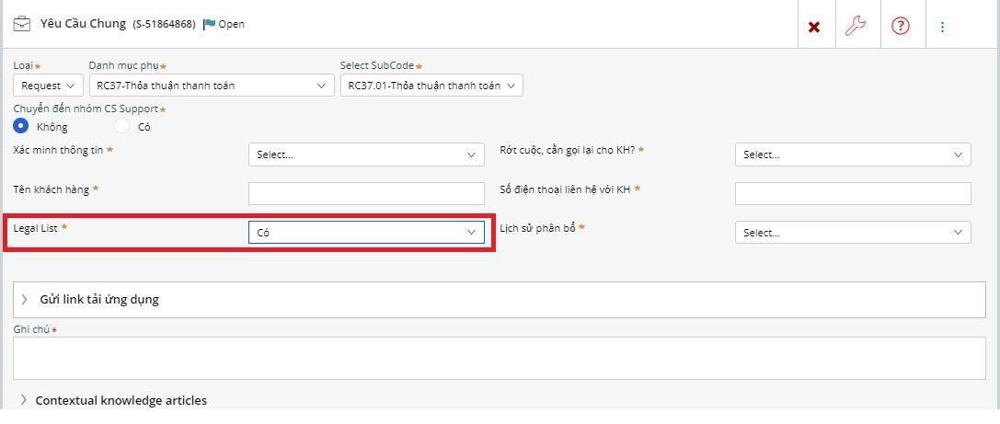 Yêu Cầu Chung (S-51864868) Open
Loại* Danh mục phụ* Select SubCode*
Request RC37-Thỏa thuận thanh toán RC37.01-Thỏa thuận thanh toán
Chuyển đến nhóm CS Support*
Không Có
Xác minh thông tin * Select... Rớt cuộc, cần gọi lại cho KH? * Select...
Tên khách hàng * Số điện thoại liên hệ với KH *
Legal List * Có Lịch sử phân bổ * Select...
Gửi link tải ứng dụng
Ghi chú *
Contextual knowledge articles